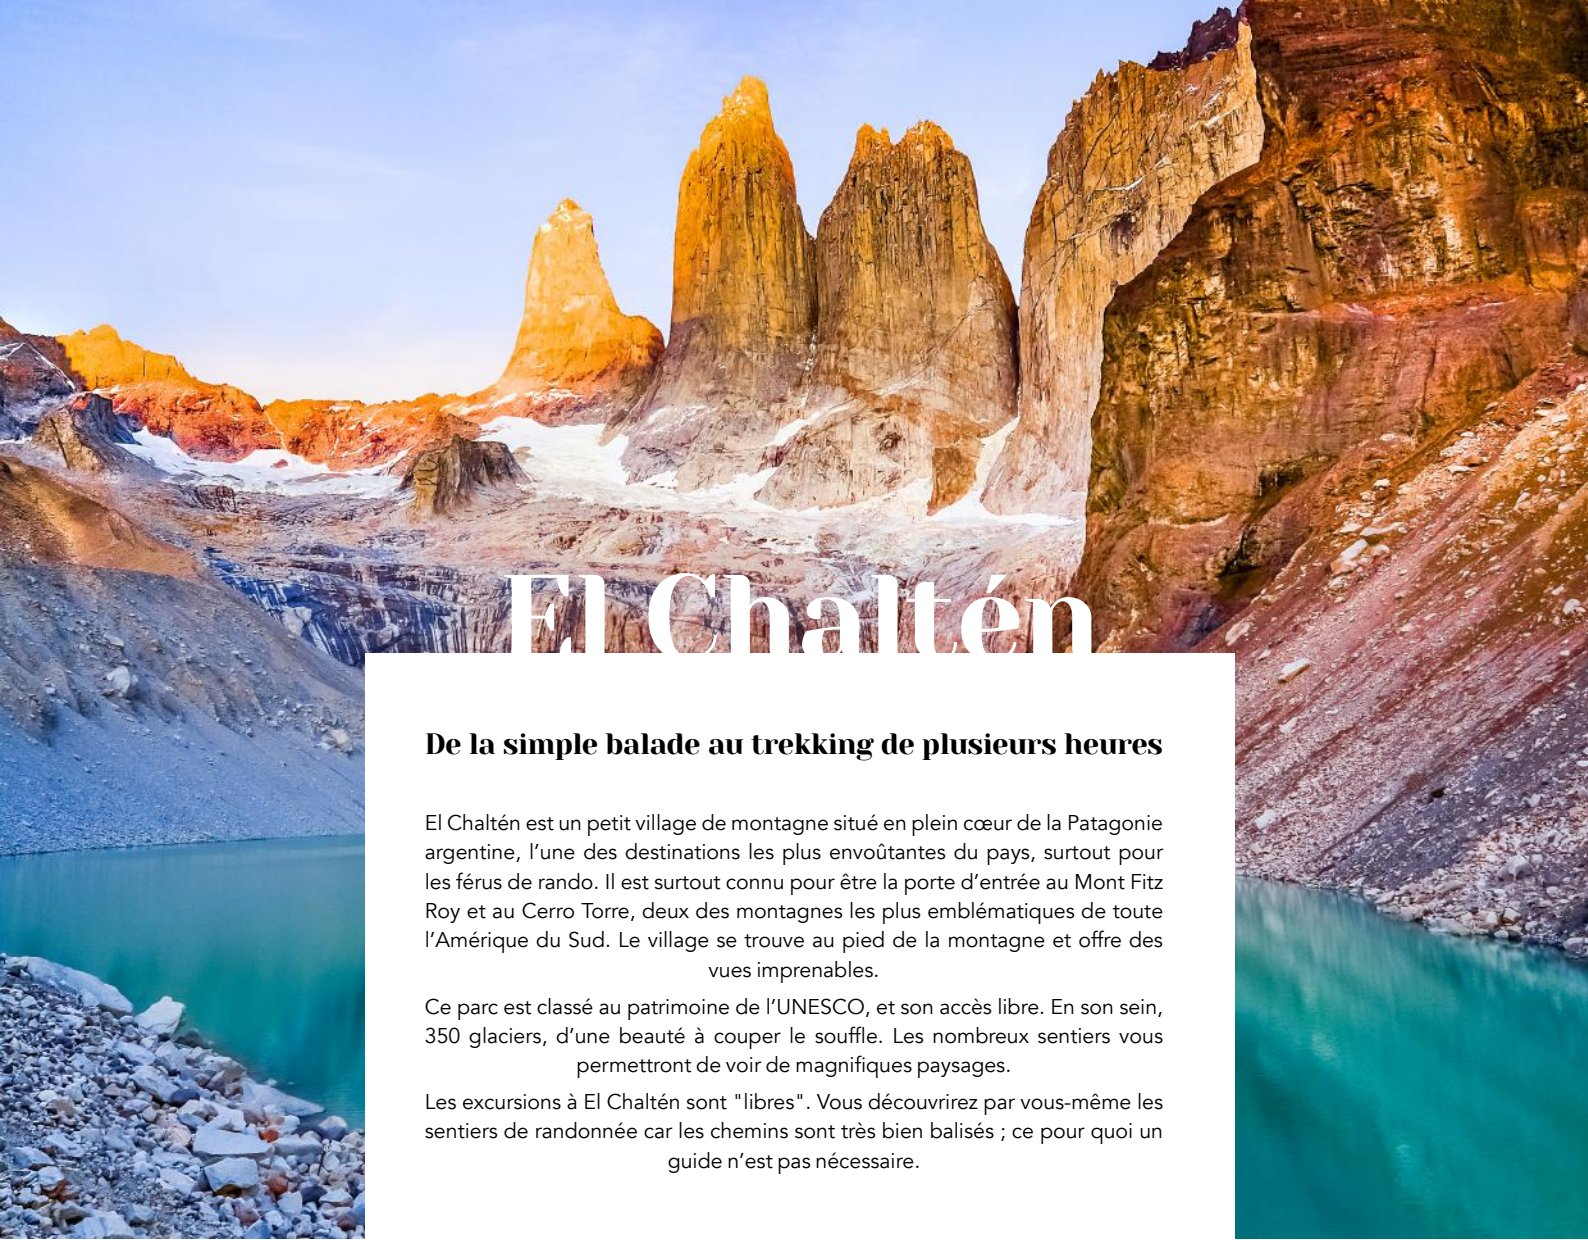 El Chaltén
De la simple balade au trekking de plusieurs heures
El Chaltén est un petit village de montagne situé en plein cœur de la Patagonie
argentine, l’une des destinations les plus envoûtantes du pays, surtout pour
les férus de rando. Il est surtout connu pour être la porte d’entrée au Mont Fitz
Roy et au Cerro Torre, deux des montagnes les plus emblématiques de toute
l’Amérique du Sud. Le village se trouve au pied de la montagne et offre des
vues imprenables.
Ce parc est classé au patrimoine de l’UNESCO, et son accès libre. En son sein,
350 glaciers, d’une beauté à couper le souffle. Les nombreux sentiers vous
permettront de voir de magnifiques paysages.
Les excursions à El Chaltén sont "libres". Vous découvrirez par vous-même les
sentiers de randonnée car les chemins sont très bien balisés ; ce pour quoi un
guide n’est pas nécessaire.